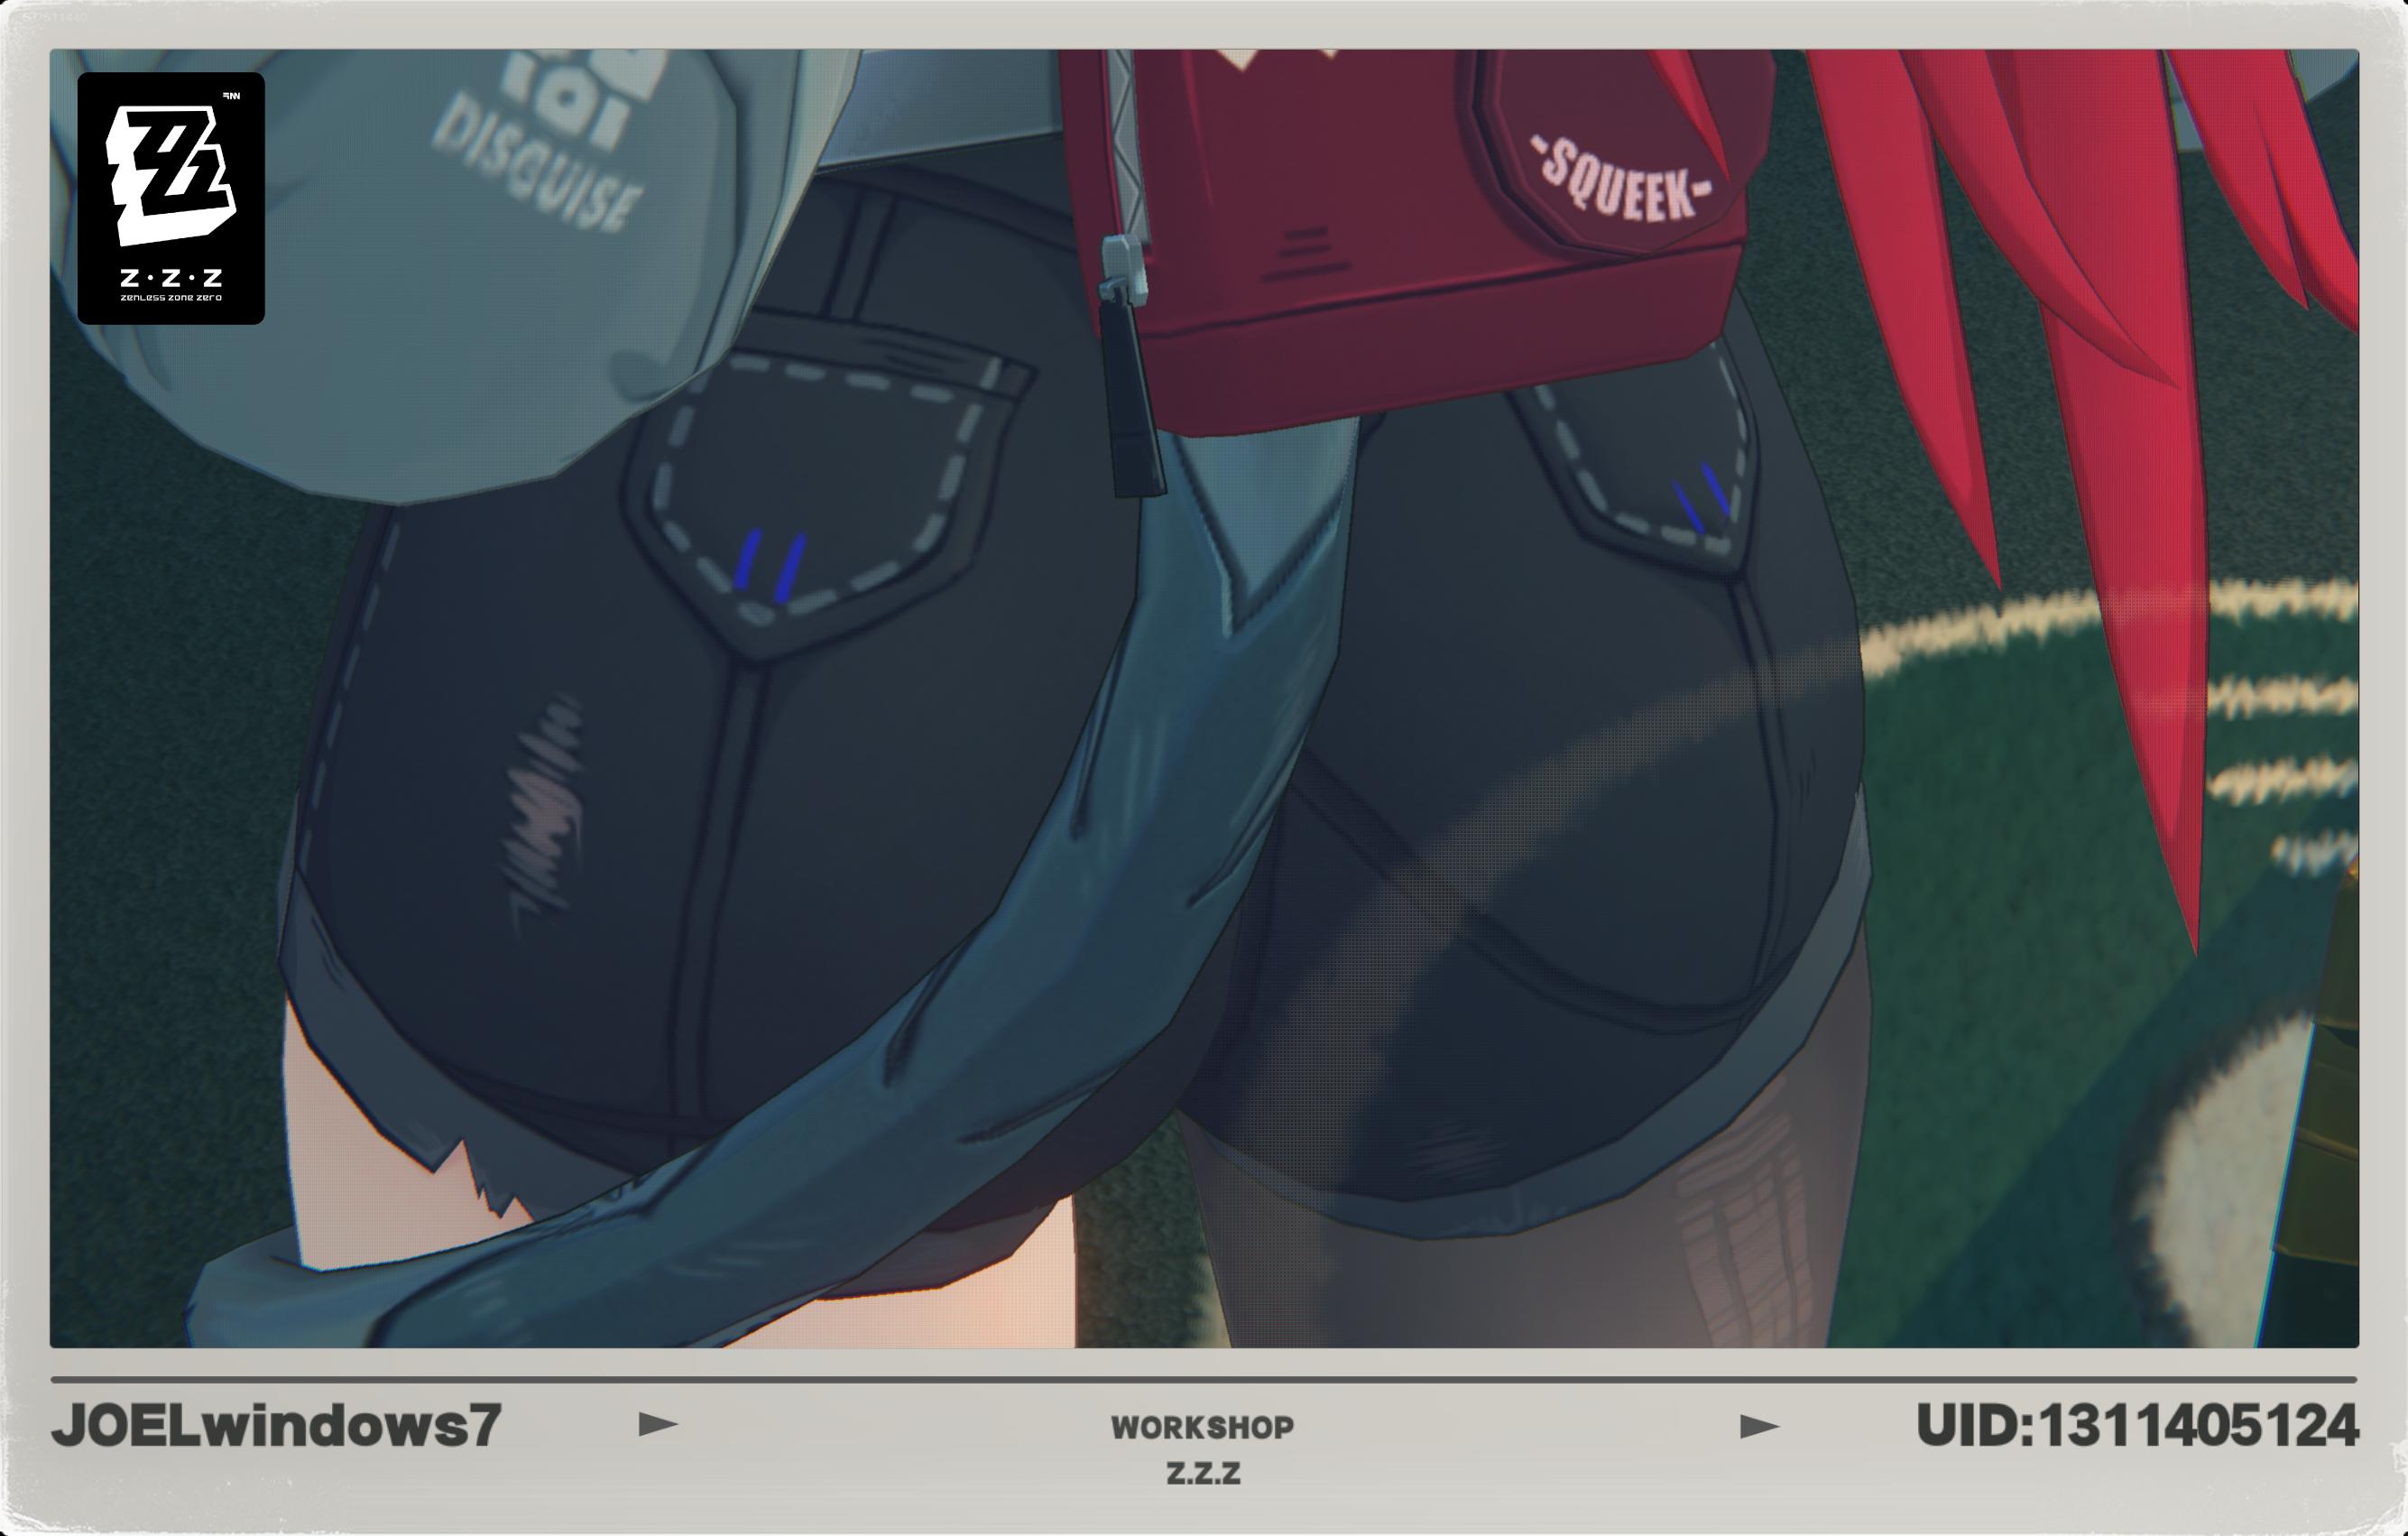 DISGUISE
-SQUEEK-
Z·Z·Z
ZENLESS ZONE ZERO
JOELwindows7
WORKSHOP
Z.Z.Z
UID:1311405124